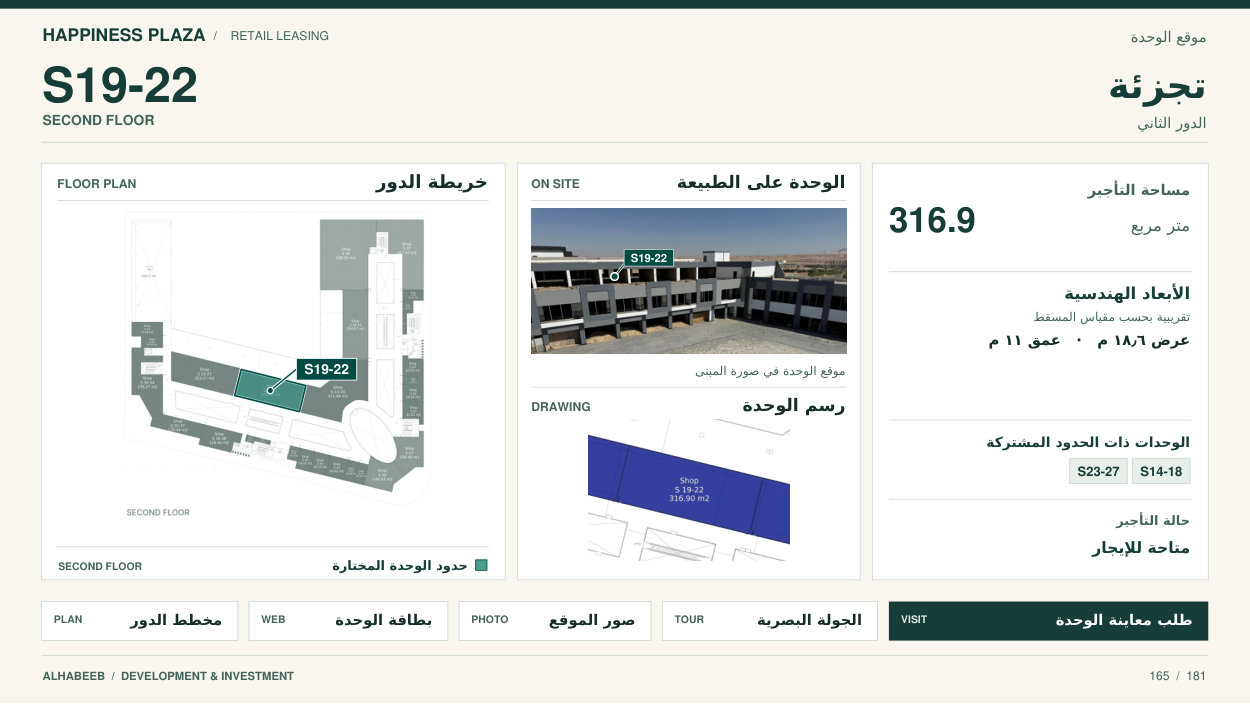 HAPPINESS PLAZA / RETAIL LEASING
موقع الوحدة
S19-22
تجزئة
SECOND FLOOR
الدور الثاني
FLOOR PLAN
خريطة الدور
S19-22
SECOND FLOOR
SECOND FLOOR
حدود الوحدة المختارة
ON SITE
الوحدة على الطبيعة
S19-22
موقع الوحدة في صورة المبنى
DRAWING
رسم الوحدة
Shop
S 19-22
316.90 m2
مساحة التأجير
316.9
متر مربع
الأبعاد الهندسية
تقريبية بحسب مقياس المسقط
عرض ١٨٫٦ م · عمق ١١ م
الوحدات ذات الحدود المشتركة
S23-27
S14-18
حالة التأجير
متاحة للإيجار
PLAN
مخطط الدور
WEB
بطاقة الوحدة
PHOTO
صور الموقع
TOUR
الجولة البصرية
VISIT
طلب معاينة الوحدة
ALHABEEB / DEVELOPMENT & INVESTMENT
165 / 181